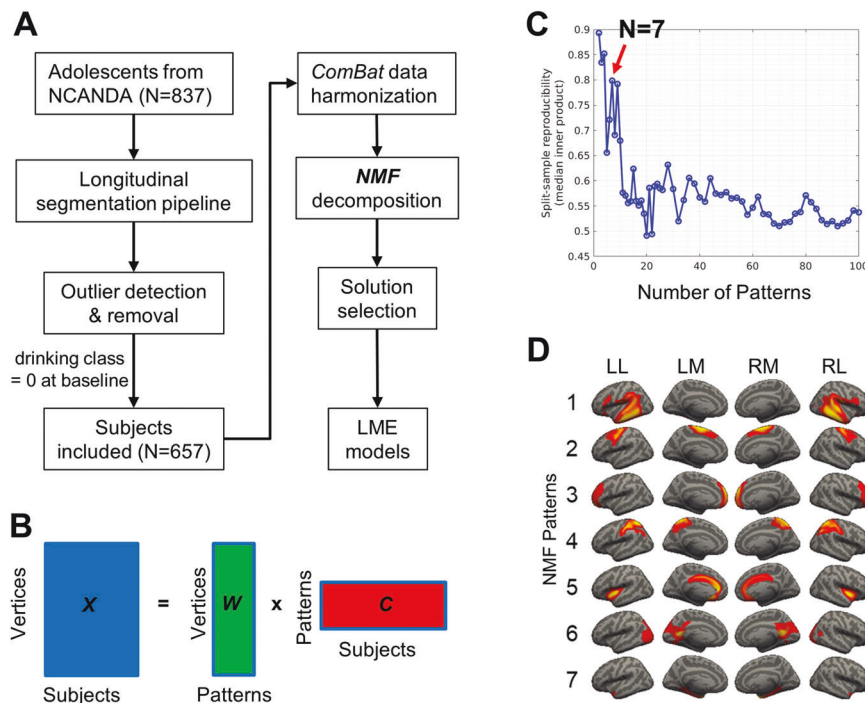 A
Adolescents from
NCANDA (N=837)
Longitudinal
segmentation pipeline
Outlier detection
& removal
drinking class
= 0 at baseline
Subjects
included (N=657)
ComBat data
harmonization
NMF
decomposition
Solution
selection
LME
models
B
Vertices
X
Subjects
=
Vertices
W
Patterns
x
Patterns
C
Subjects
C
N=7
Split-sample reproducibility
(median inner product)
0.9
0.85
0.8
0.75
0.7
0.65
0.6
0.55
0.5
0.45
0
20
40
60
80
100
Number of Patterns
D
LL
LM
RM
RL
NMF Patterns
1
2
3
4
5
6
7